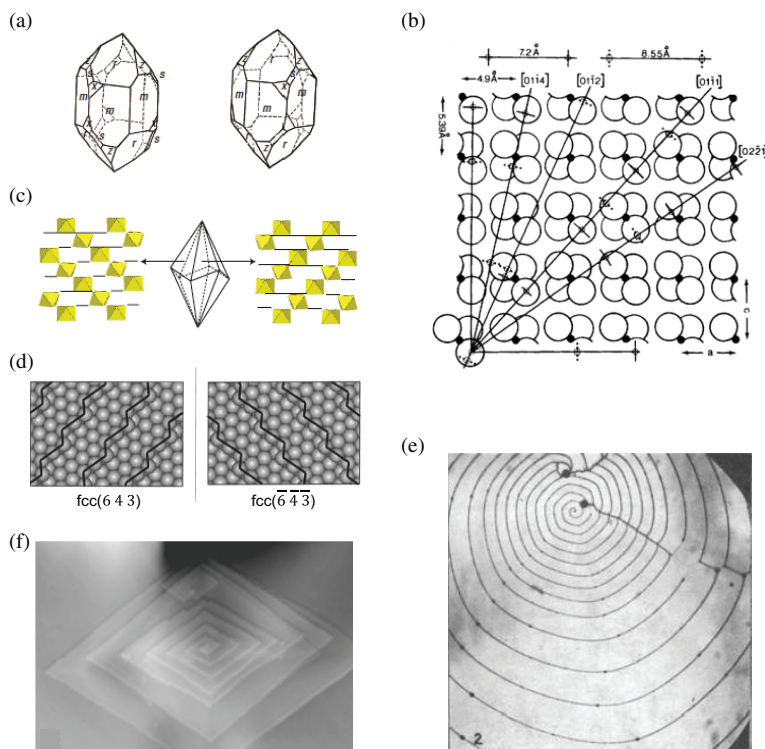 (a)
z
r
s
x
m
m
m
x
s
z
r
s
r
z
s
x
m
m
m
z
r
(b)
7.2Å
8.55Å
4.9Å
[011̄4]
[011̄2]
[011̄1]
5.39Å
[022̄1]
c
a
(c)
(d)
fcc(6 4 3)
fcc(6̄ 4̄ 3̄)
(e)
2
(f)